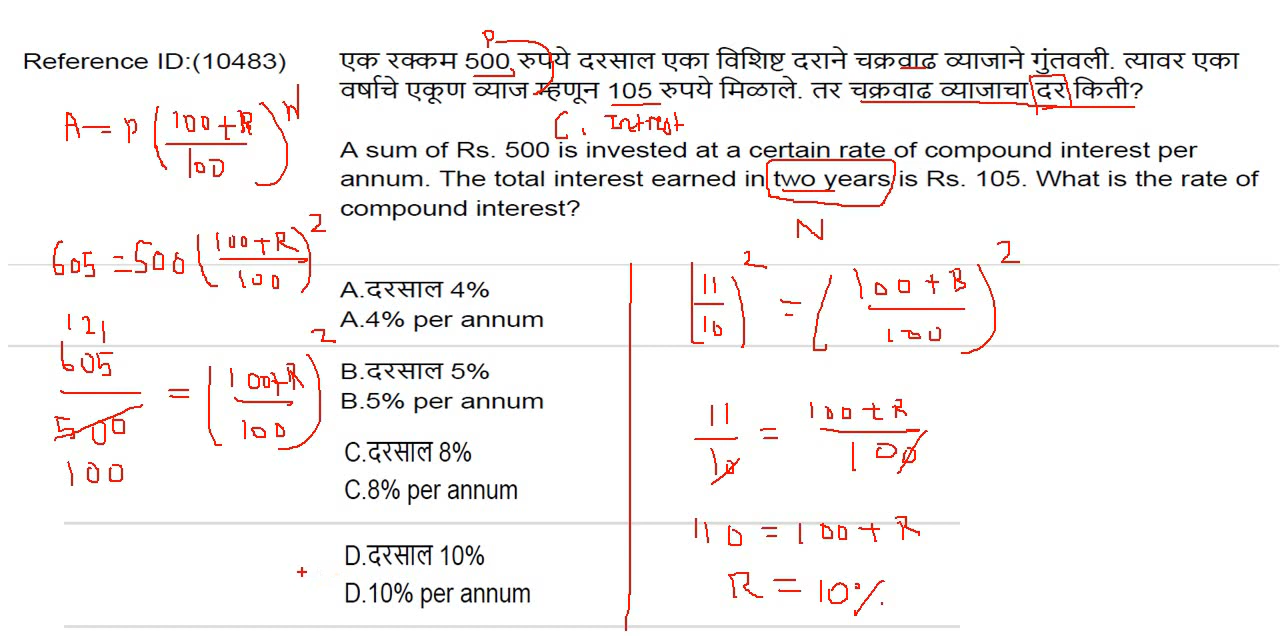 P
Reference ID:(10483)
एक रक्कम 500 रुपये दरसाल एका विशिष्ट दराने चक्रवाढ व्याजाने गुंतवली. त्यावर एका
वर्षाचे एकूण व्याज म्हणून 105 रुपये मिळाले. तर चक्रवाढ व्याजाचा दर किती?
C. Intrest
A sum of Rs. 500 is invested at a certain rate of compound interest per
annum. The total interest earned in two years is Rs. 105. What is the rate of
compound interest?
N
A = P (100+R/100)^N
605 = 500 (100+R/100)^2
121
605/500 = (100+R/100)^2
100
A.दरसाल 4%
A.4% per annum
B.दरसाल 5%
B.5% per annum
C.दरसाल 8%
C.8% per annum
D.दरसाल 10%
D.10% per annum
(11/10)^2 = (100+R/100)^2
11/10 = 100+R/100
110 = 100+R
R = 10%